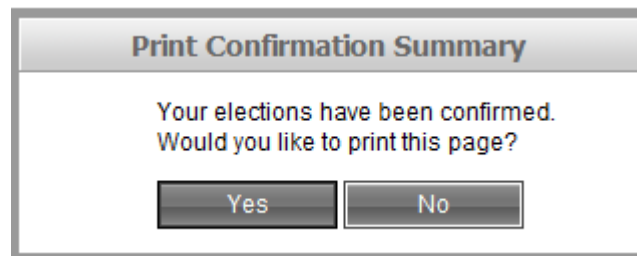 Print Confirmation Summary
Your elections have been confirmed.
Would you like to print this page?
Yes No